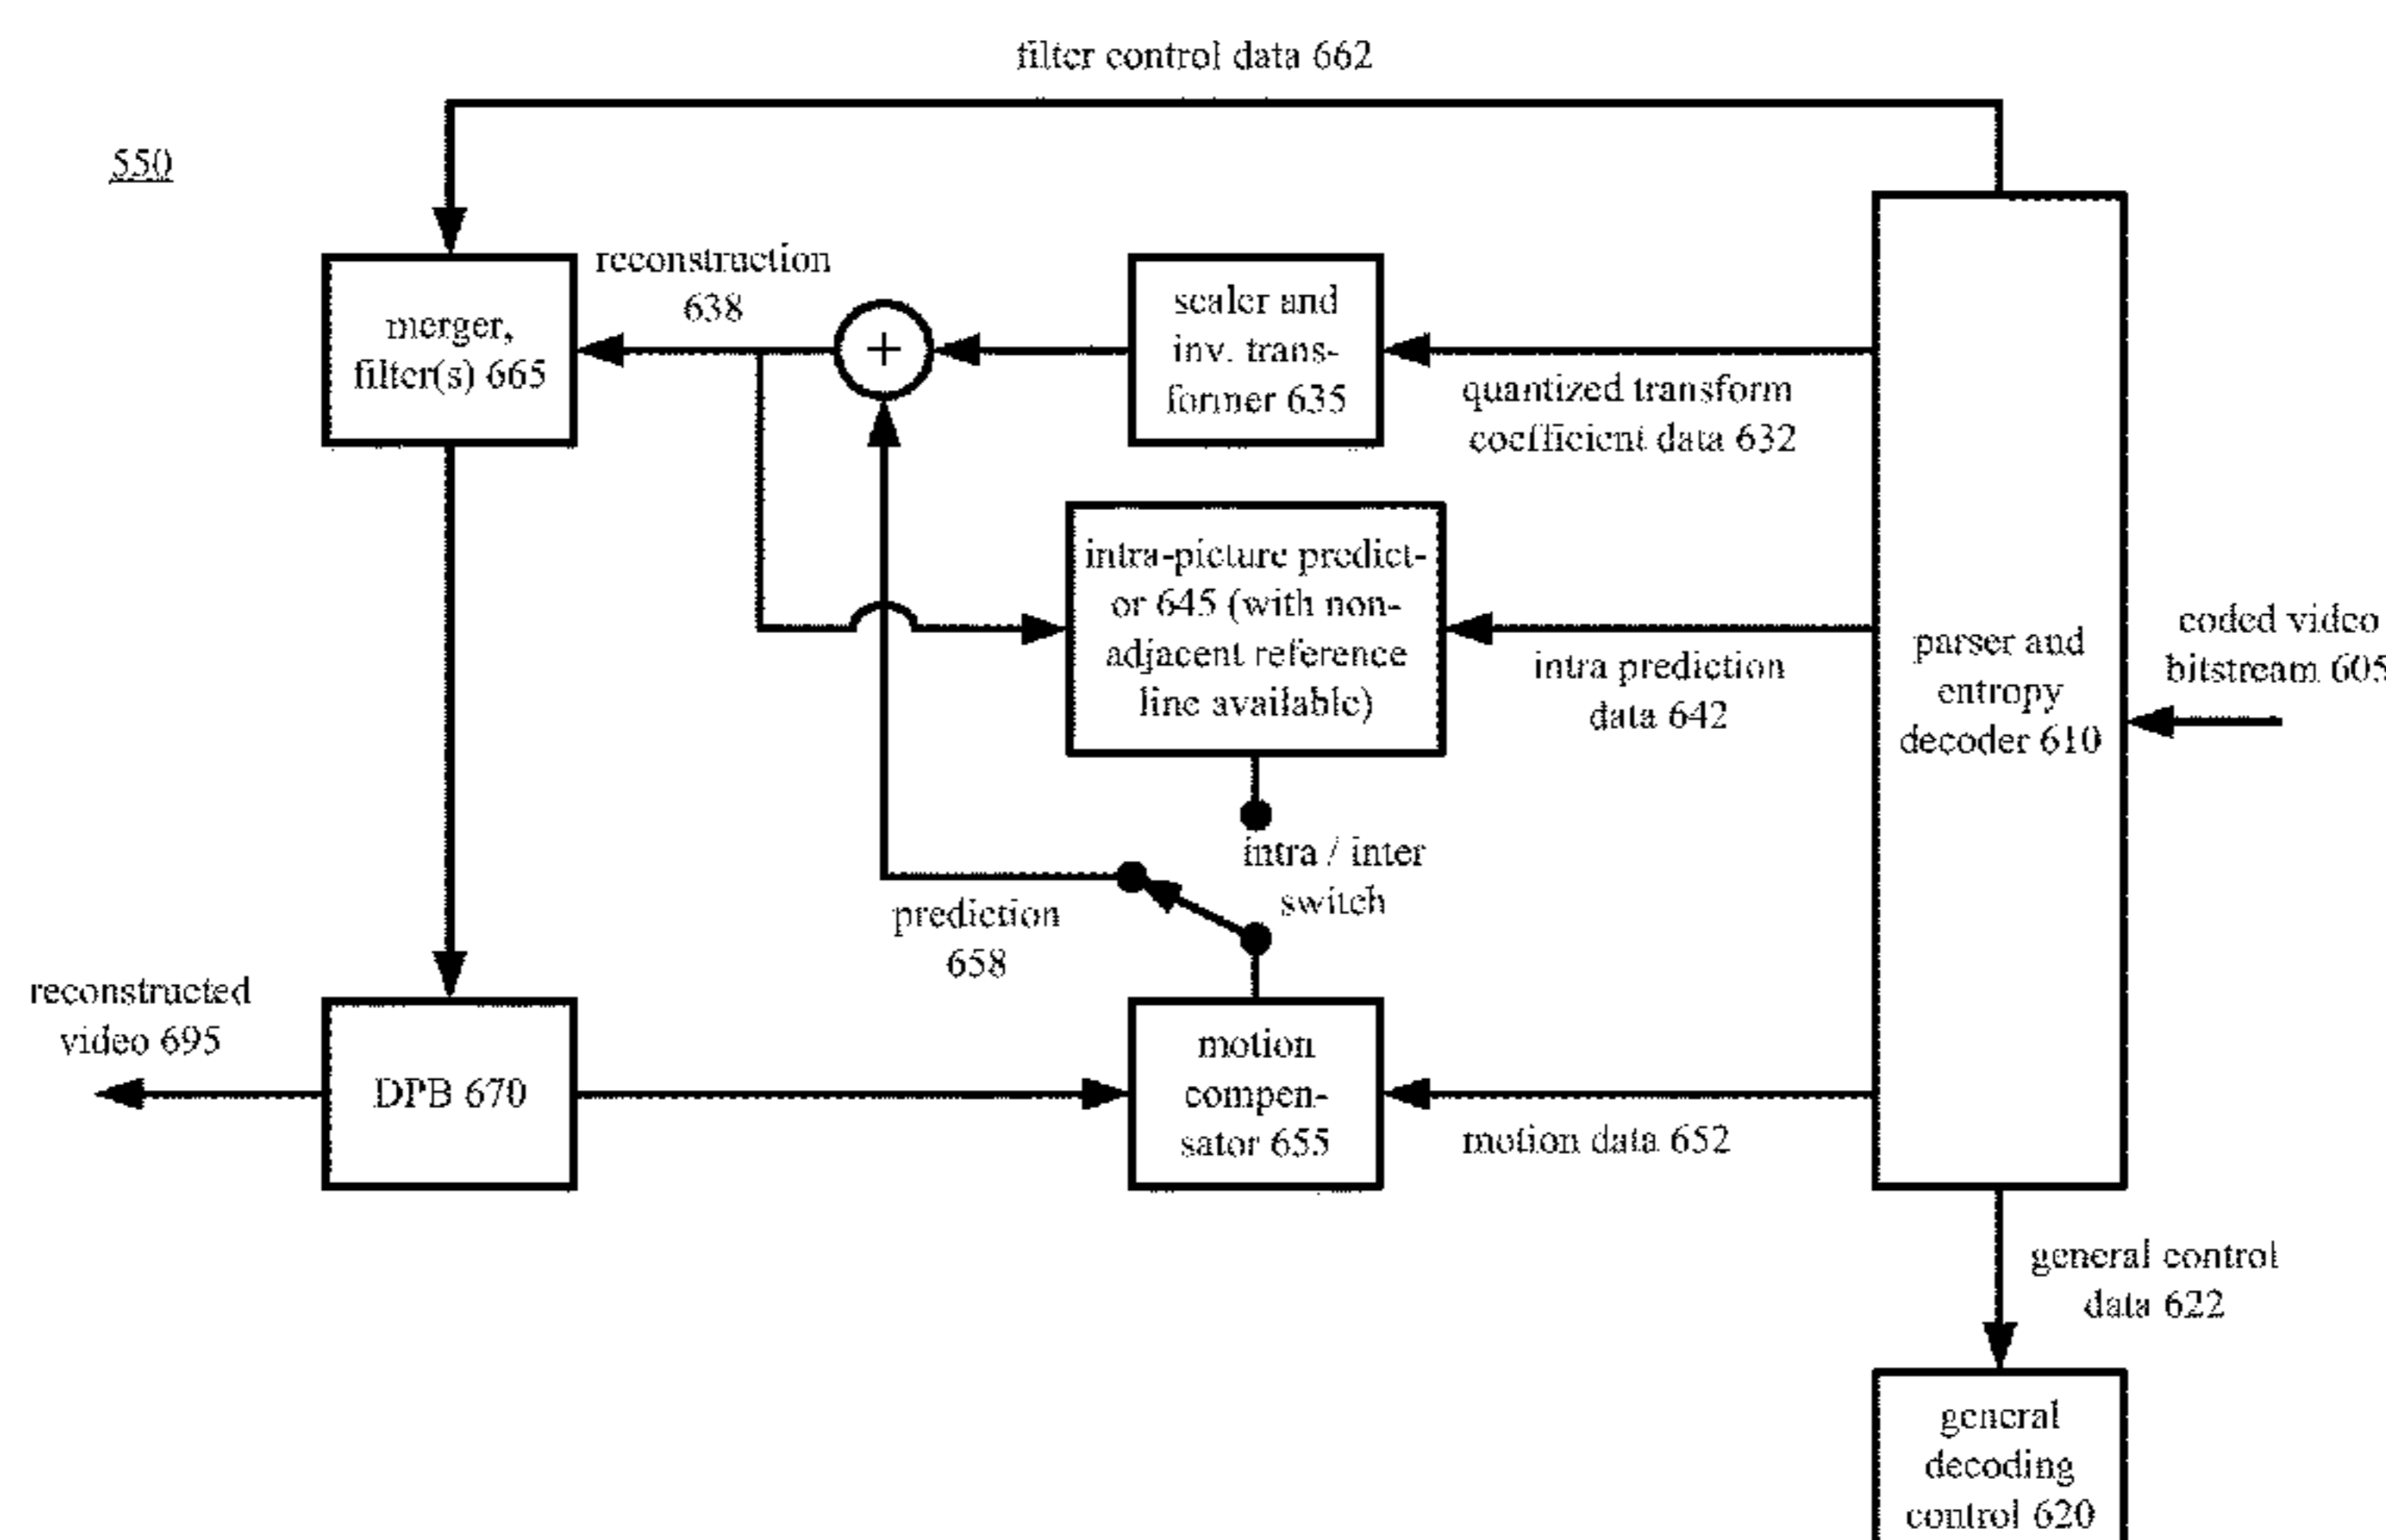 filter control data 662
550
reconstruction
638
merger,
filter(s) 665
+
scaler and
inv. trans-
former 635
quantized transform
coefficient data 632
intra-picture predict-
or 645 (with non-
adjacent reference
line available)
intra prediction
data 642
parser and
entropy
decoder 610
coded video
bitstream 605
intra / inter
switch
prediction
658
reconstructed
video 695
DPB 670
motion
compen-
sator 655
motion data 652
general control
data 622
general
decoding
control 620